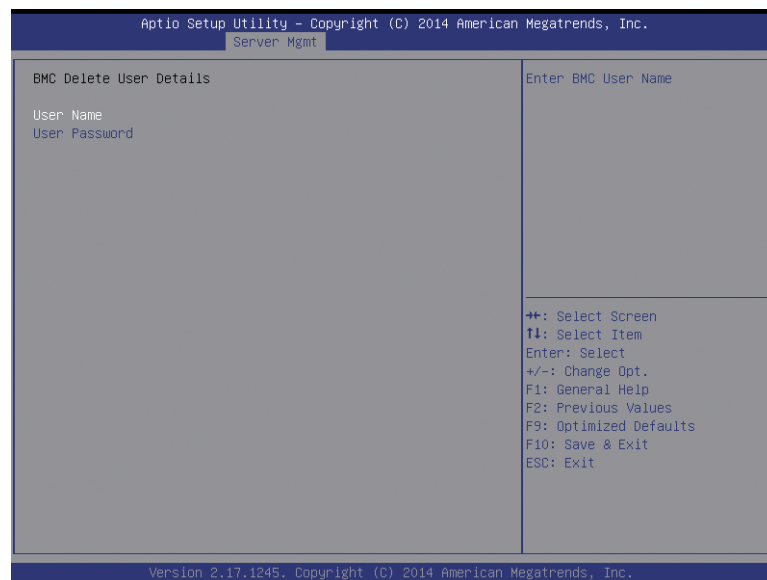 Aptio Setup Utility – Copyright (C) 2014 American Megatrends, Inc.
Server Mgmt
BMC Delete User Details
User Name
User Password
Enter BMC User Name
→←: Select Screen
↑↓: Select Item
Enter: Select
+/-: Change Opt.
F1: General Help
F2: Previous Values
F9: Optimized Defaults
F10: Save & Exit
ESC: Exit
Version 2.17.1245. Copyright (C) 2014 American Megatrends, Inc.